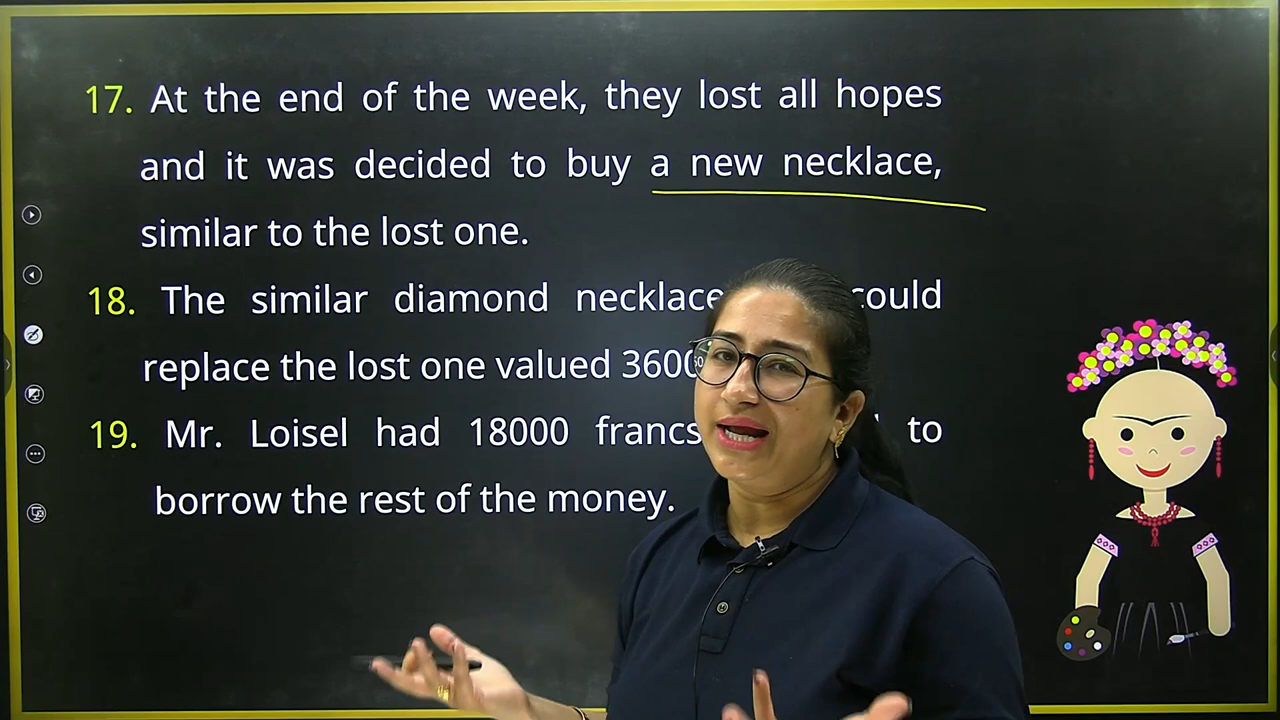 17. At the end of the week, they lost all hopes
and it was decided to buy a new necklace,
similar to the lost one.
18. The similar diamond necklace could
replace the lost one valued
19. Mr. Loisel had 18000 francs to
borrow the rest of the money.